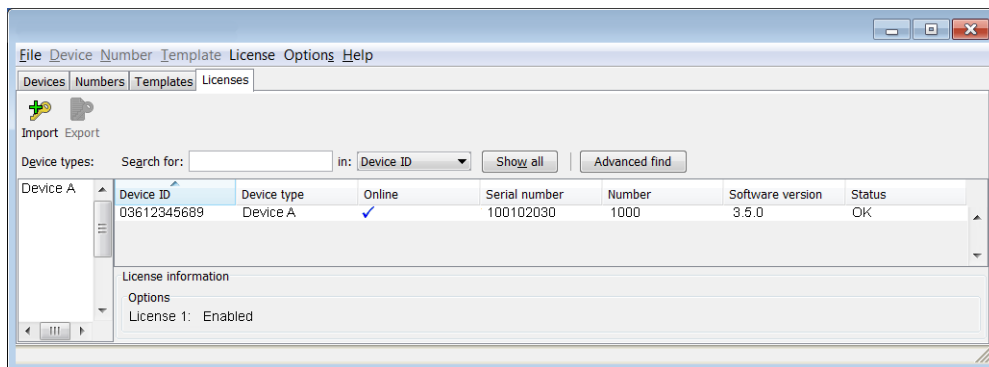 File Device Number Template License Options Help
Devices Numbers Templates Licenses
Import Export
Device types: Search for: in: Device ID Show all Advanced find
Device A Device ID Device type Online Serial number Number Software version Status
03612345689 Device A 100102030 1000 3.5.0 OK
License information
Options
License 1: Enabled